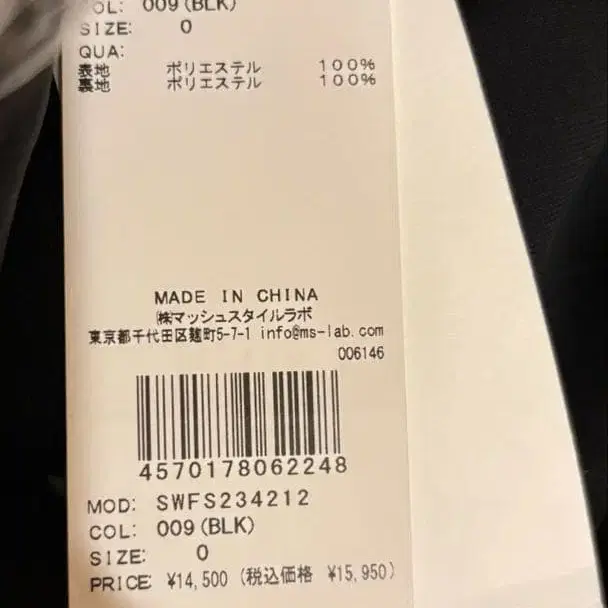 COL: 009(BLK)
SIZE: 0
QUA:
表地 ポリエステル 100%
裏地 ポリエステル 100%
MADE IN CHINA
㈱マッシュスタイルラボ
東京都千代田区麹町5-7-1 info@ms-lab.com
006146
4570178062248
MOD: SWFS234212
COL: 009(BLK)
SIZE: 0
PRICE: ¥14,500 (税込価格 ¥15,950)